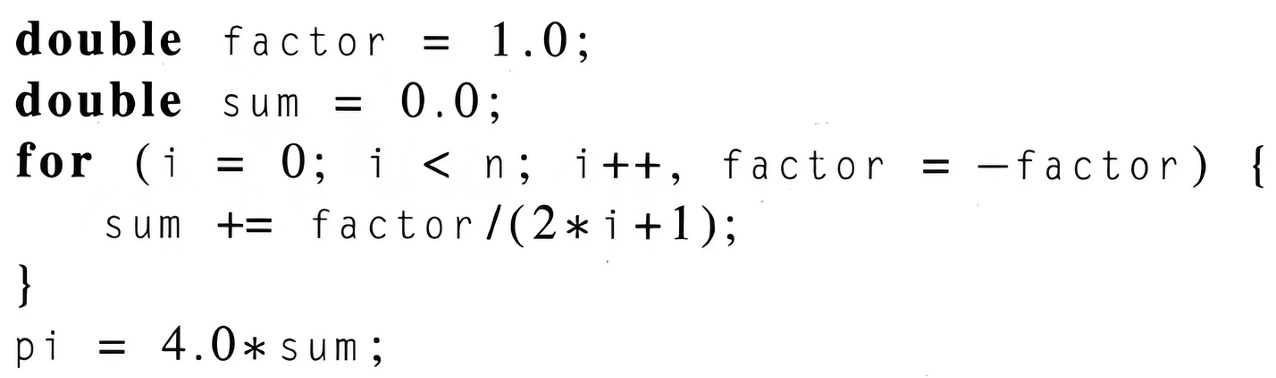 double factor = 1.0;
double sum = 0.0;
for (i = 0; i < n; i++, factor = −factor) {
   sum += factor/(2*i+1);
}
pi = 4.0*sum;